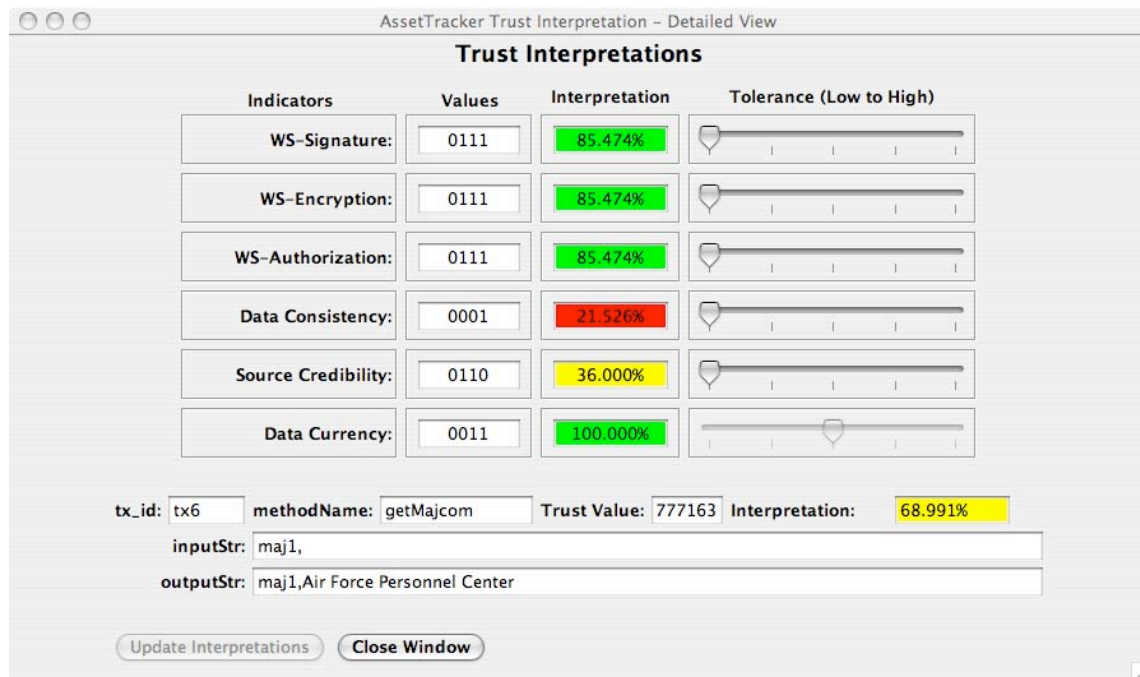 AssetTracker Trust Interpretation – Detailed View
Trust Interpretations
Indicators Values Interpretation Tolerance (Low to High)
WS-Signature: 0111 85.474%
WS-Encryption: 0111 85.474%
WS-Authorization: 0111 85.474%
Data Consistency: 0001 21.526%
Source Credibility: 0110 36.000%
Data Currency: 0011 100.000%
tx_id: tx6 methodName: getMajcom Trust Value: 777163 Interpretation: 68.991%
inputStr: maj1,
outputStr: maj1,Air Force Personnel Center
Update Interpretations Close Window